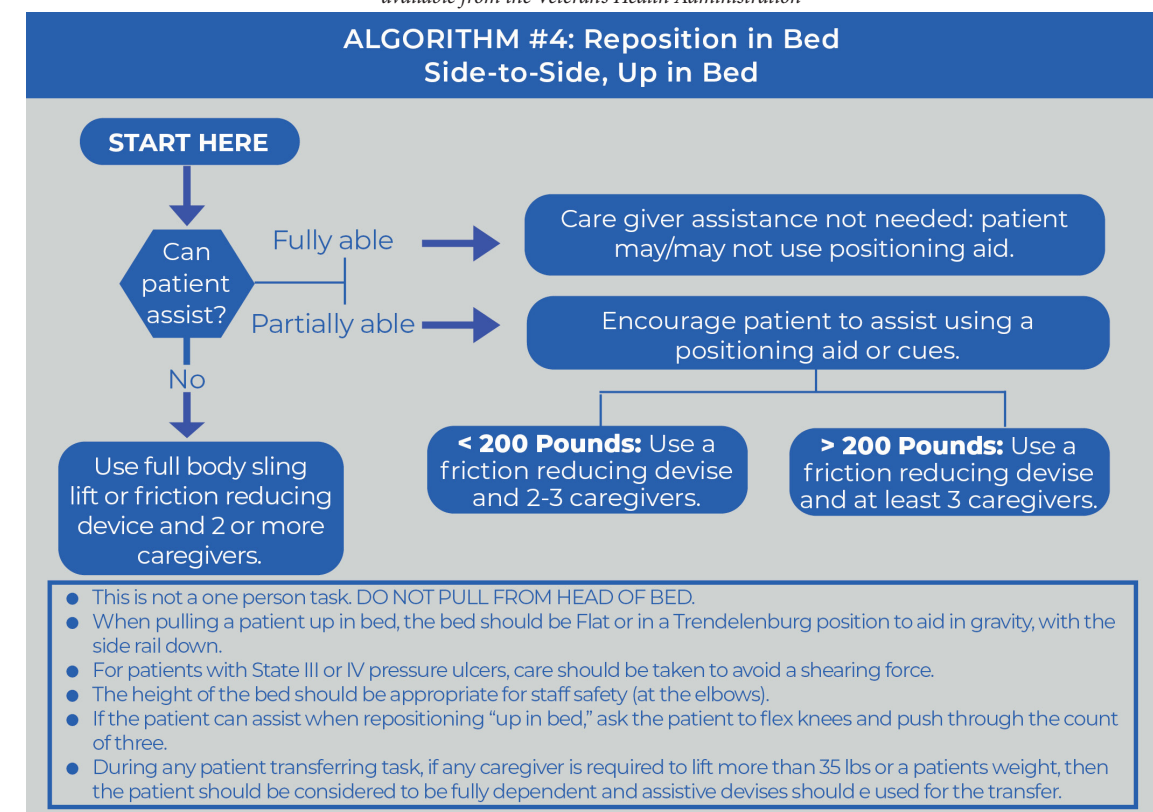 available from the Veterans Health Administration
ALGORITHM #4: Reposition in Bed
Side-to-Side, Up in Bed
START HERE
Can
patient
assist?
Fully able
Care giver assistance not needed: patient
may/may not use positioning aid.
Partially able
Encourage patient to assist using a
positioning aid or cues.
No
Use full body sling
lift or friction reducing
device and 2 or more
caregivers.
< 200 Pounds: Use a
friction reducing devise
and 2-3 caregivers.
> 200 Pounds: Use a
friction reducing devise
and at least 3 caregivers.
● This is not a one person task. DO NOT PULL FROM HEAD OF BED.
● When pulling a patient up in bed, the bed should be Flat or in a Trendelenburg position to aid in gravity, with the
side rail down.
● For patients with State III or IV pressure ulcers, care should be taken to avoid a shearing force.
● The height of the bed should be appropriate for staff safety (at the elbows).
● If the patient can assist when repositioning “up in bed,” ask the patient to flex knees and push through the count
of three.
● During any patient transferring task, if any caregiver is required to lift more than 35 lbs or a patients weight, then
the patient should be considered to be fully dependent and assistive devises should e used for the transfer.